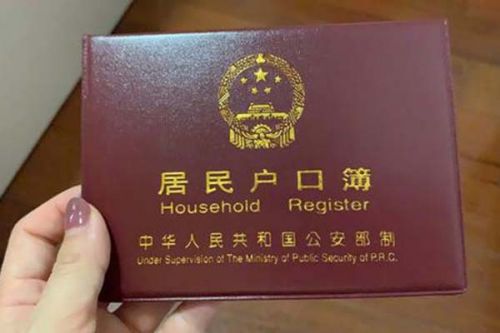 居民户口簿
Household Register
中华人民共和国公安部制
Under Supervision of The Ministry of Public Security of P.R.C.